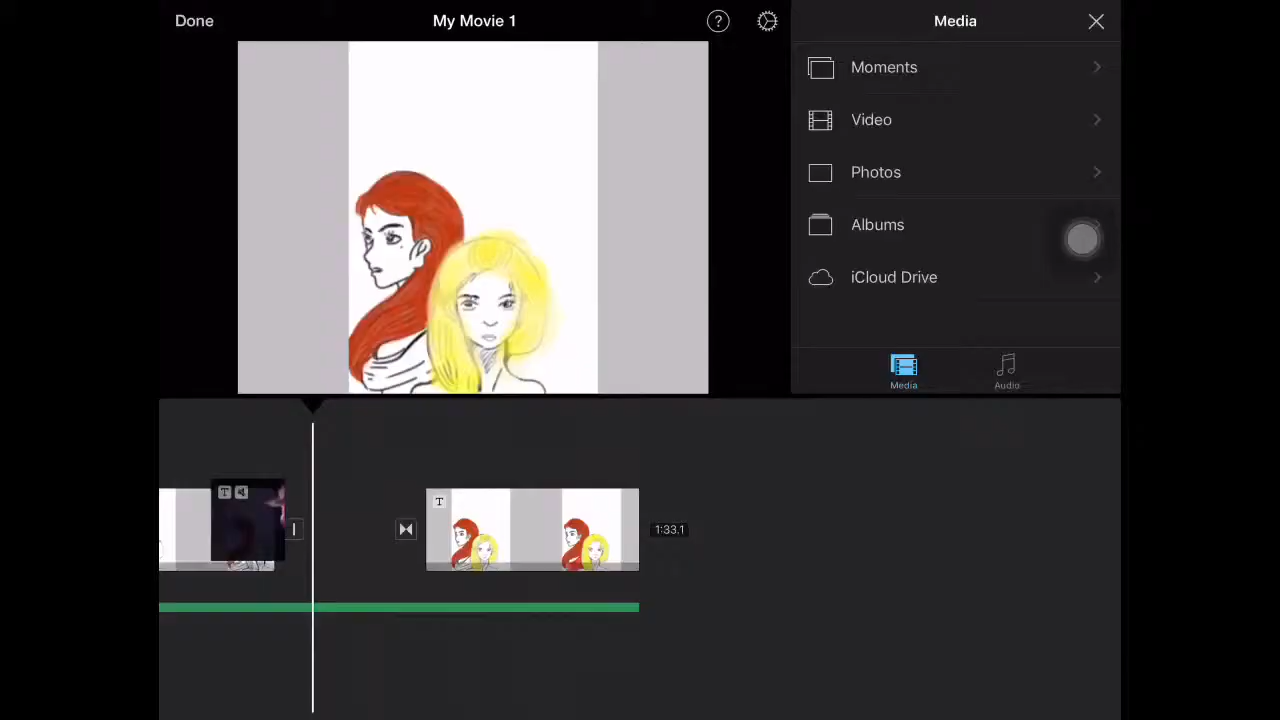 Done
My Movie 1
?
Media
Moments
Video
Photos
Albums
iCloud Drive
Media
Audio
T
T
1:33.1